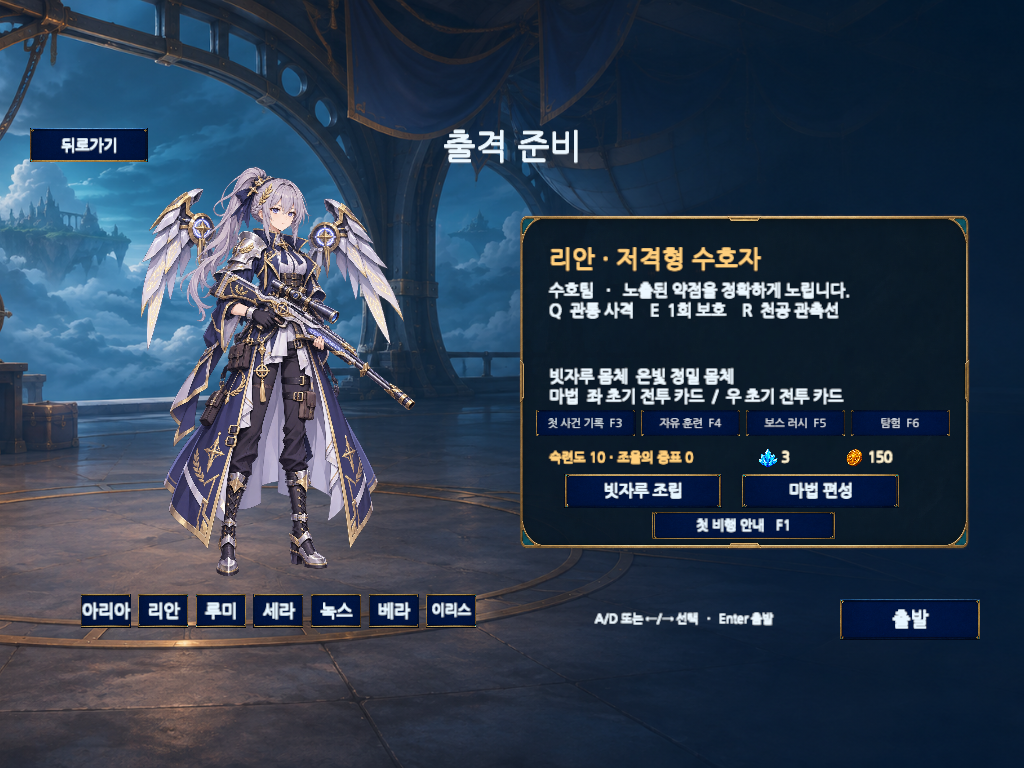 출격 준비
뒤로가기
리안 · 저격형 수호자
수호팀 · 노출된 약점을 정확하게 노립니다.
Q 관통 사격 E 1회 보호 R 천공 관측선
빗자루 몸체 은빛 정밀 몸체
마법 좌 초기 전투 카드 / 우 초기 전투 카드
첫 사건 기록 F3 자유 훈련 F4 보스 러시 F5 탐험 F6
숙련도 10 · 조율의 증표 0 3 150
빗자루 조립 마법 편성
첫 비행 안내 F1
아리아 리안 루미 세라 녹스 베라 이리스
A/D 또는 ←/→ 선택 · Enter 출발
출발